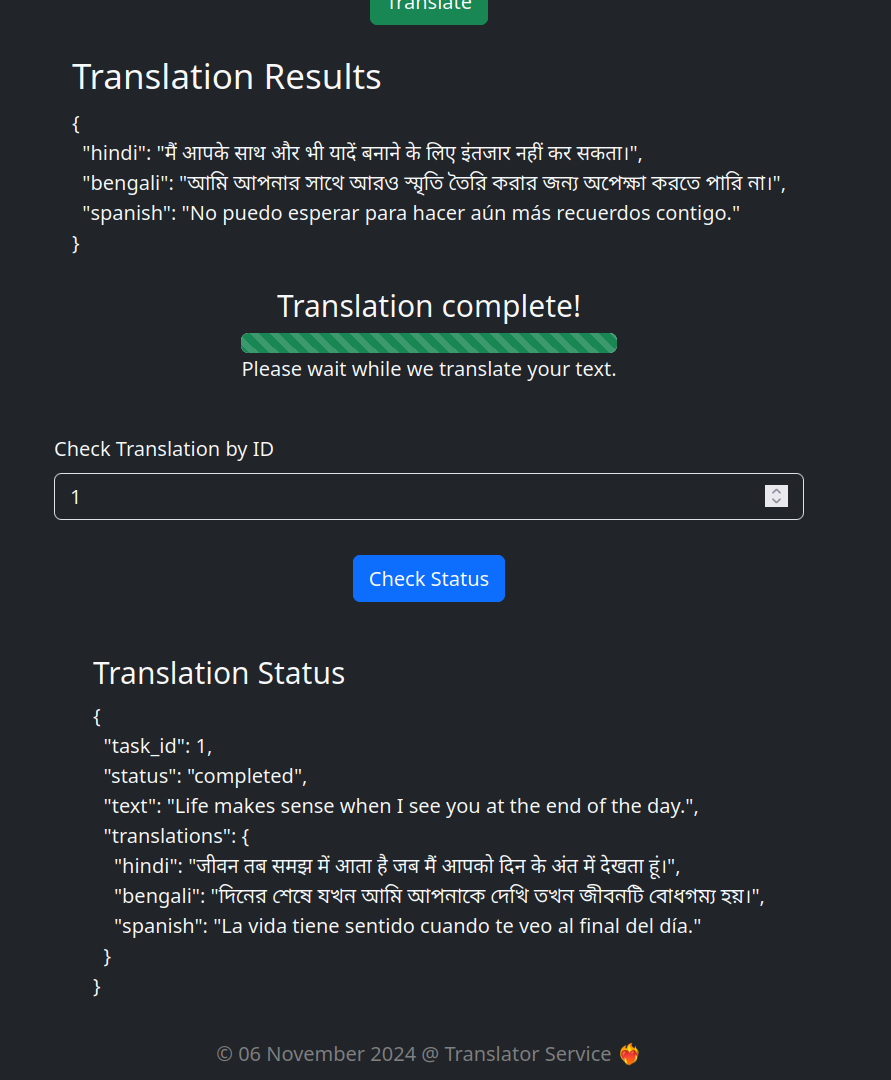 Translate
Translation Results
{
"hindi": "मैं आपके साथ और भी यादें बनाने के लिए इंतजार नहीं कर सकता।",
"bengali": "আমি আপনার সাথে আরও স্মৃতি তৈরি করার জন্য অপেক্ষা করতে পারি না।",
"spanish": "No puedo esperar para hacer aún más recuerdos contigo."
}
Translation complete!
Please wait while we translate your text.
Check Translation by ID
1
Check Status
Translation Status
{
"task_id": 1,
"status": "completed",
"text": "Life makes sense when I see you at the end of the day.",
"translations": {
"hindi": "जीवन तब समझ में आता है जब मैं आपको दिन के अंत में देखता हूं।",
"bengali": "দিনের শেষে যখন আমি আপনাকে দেখি তখন জীবনটি বোধগম্য হয়।",
"spanish": "La vida tiene sentido cuando te veo al final del día."
}
}
© 06 November 2024 @ Translator Service ❤️‍🔥